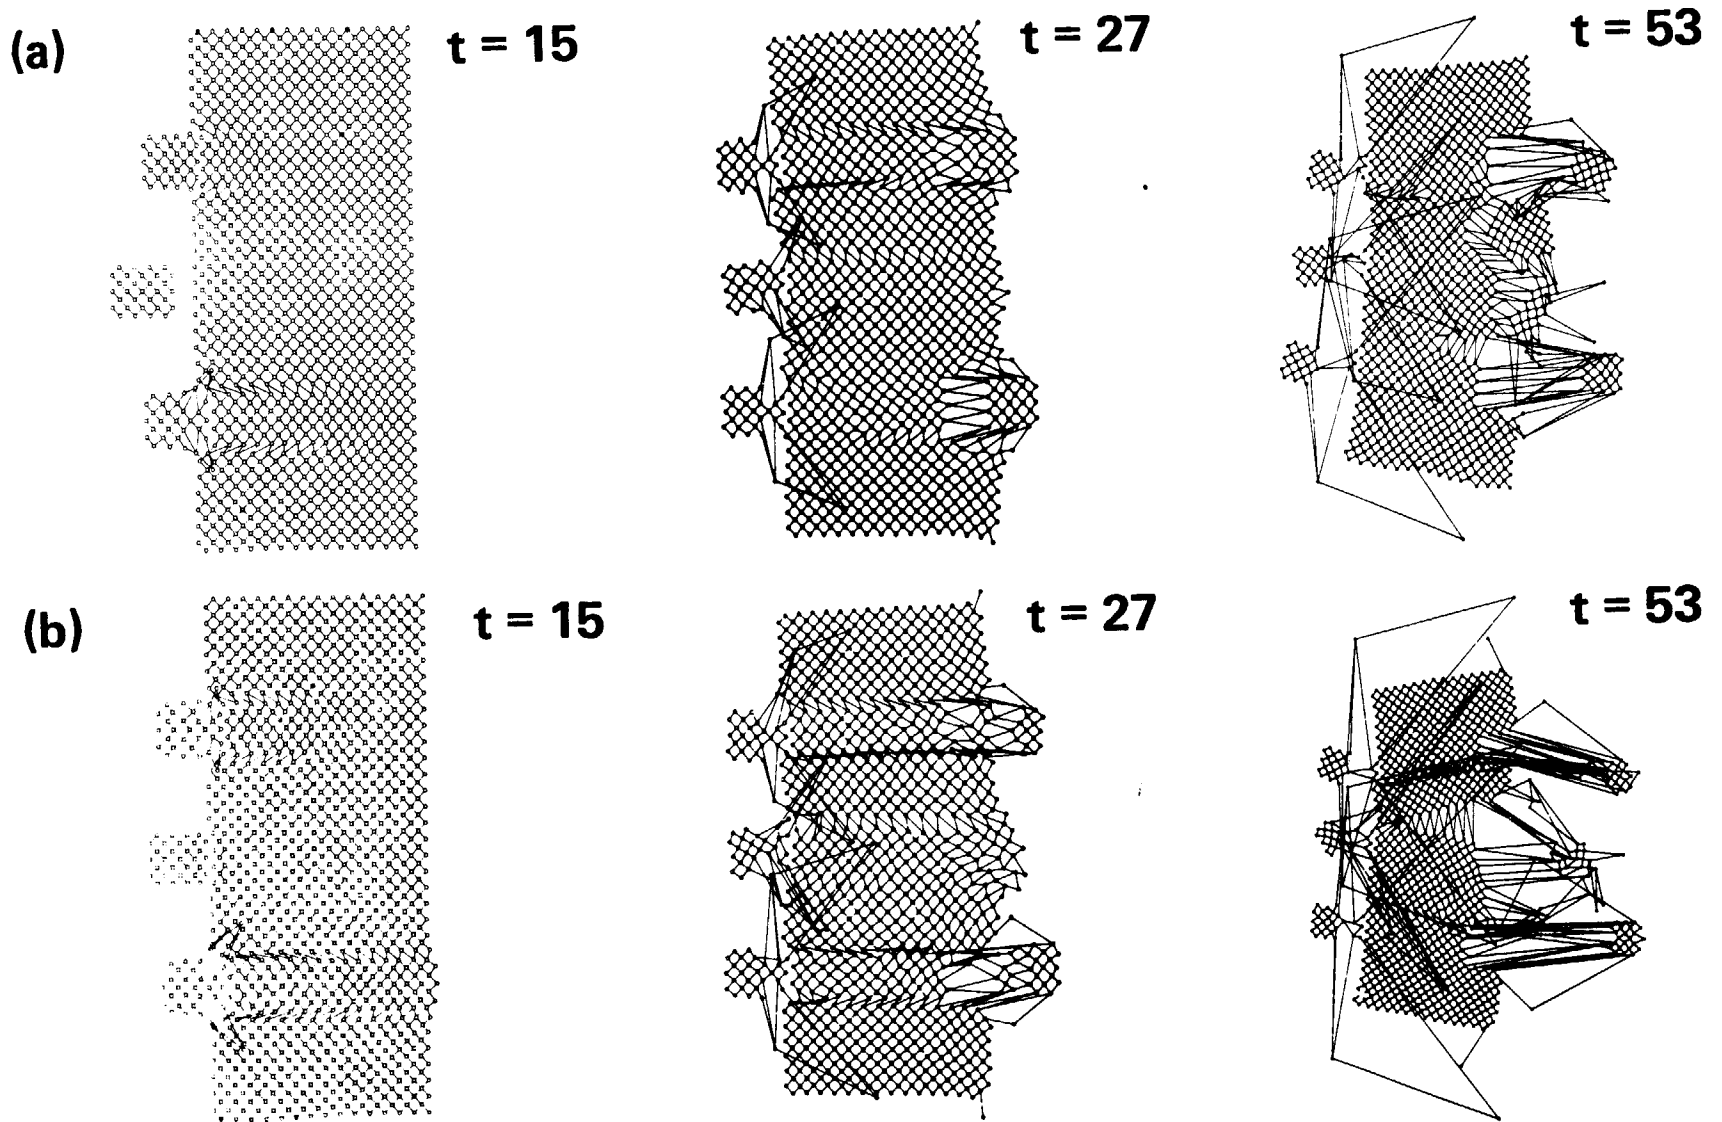 (a) t = 15 t = 27 t = 53
(b) t = 15 t = 27 t = 53